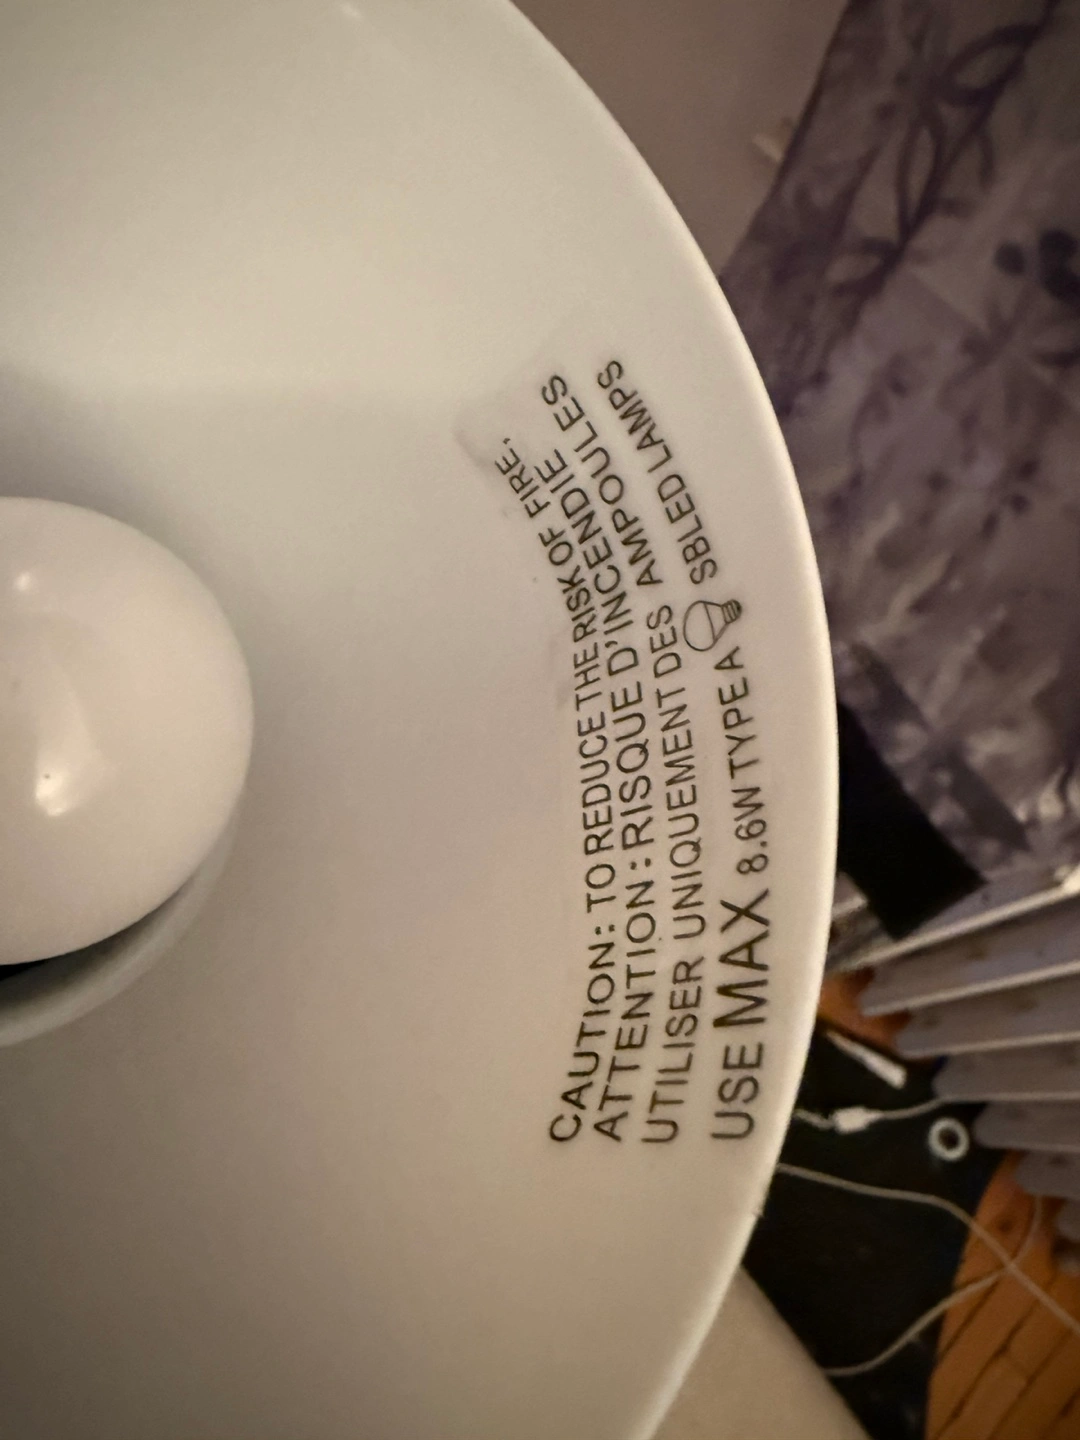 CAUTION: TO REDUCE THE RISK OF FIRE,
ATTENTION : RISQUE D'INCENDIE
UTILISER UNIQUEMENT DES AMPOULES
USE MAX 8.6W TYPE A SBLED LAMPS